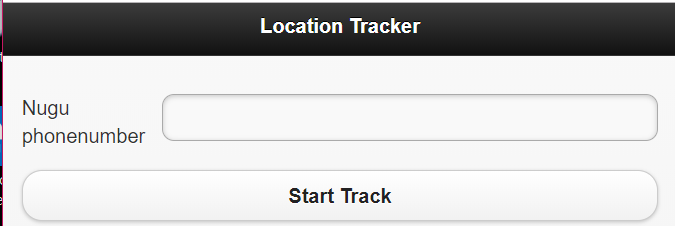 Location Tracker
Nugu
phonenumber
Start Track